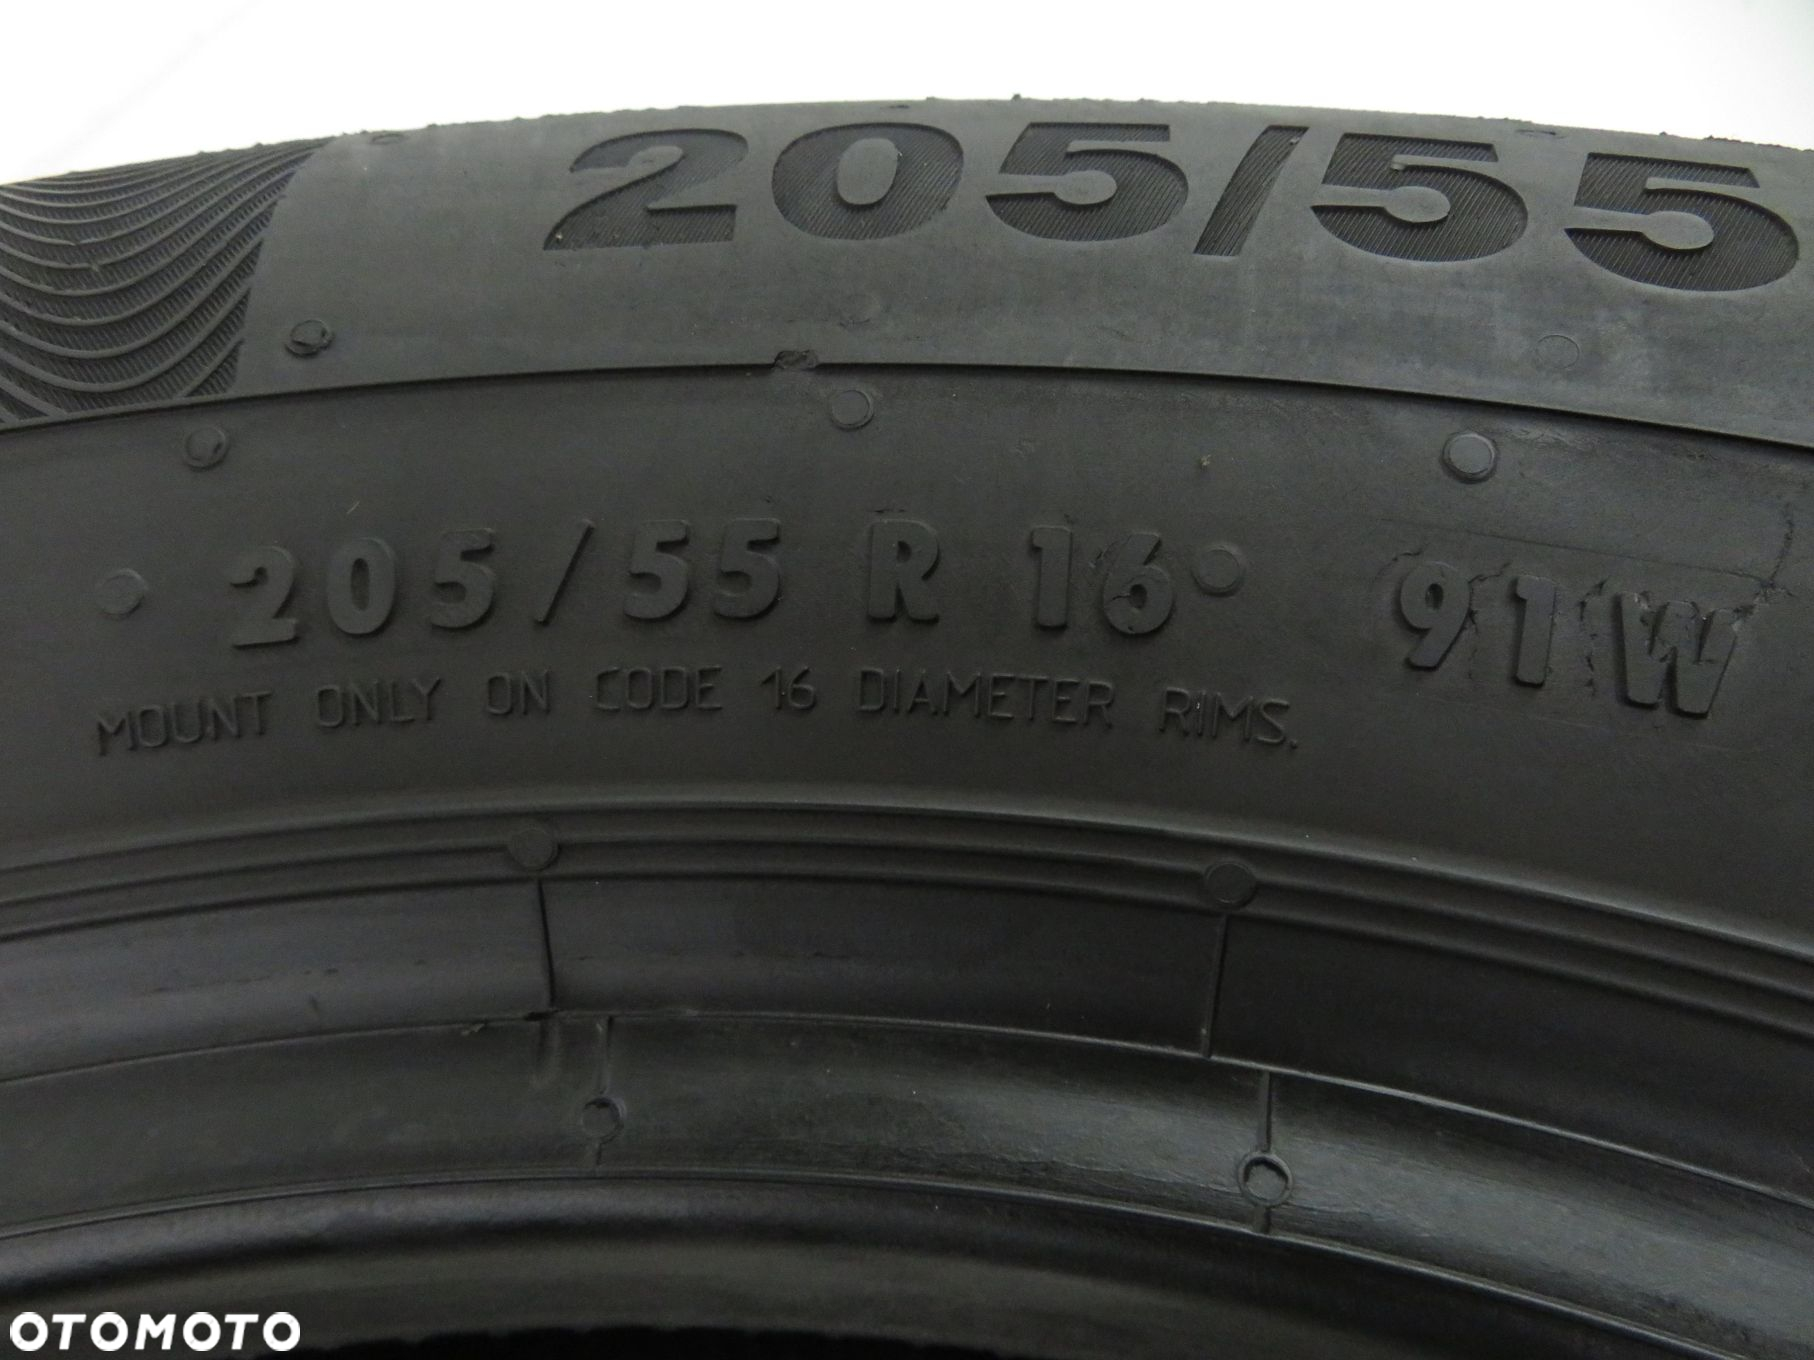 205/55
205/55 R 16 91W
MOUNT ONLY ON CODE 16 DIAMETER RIMS.
OTOMOTO